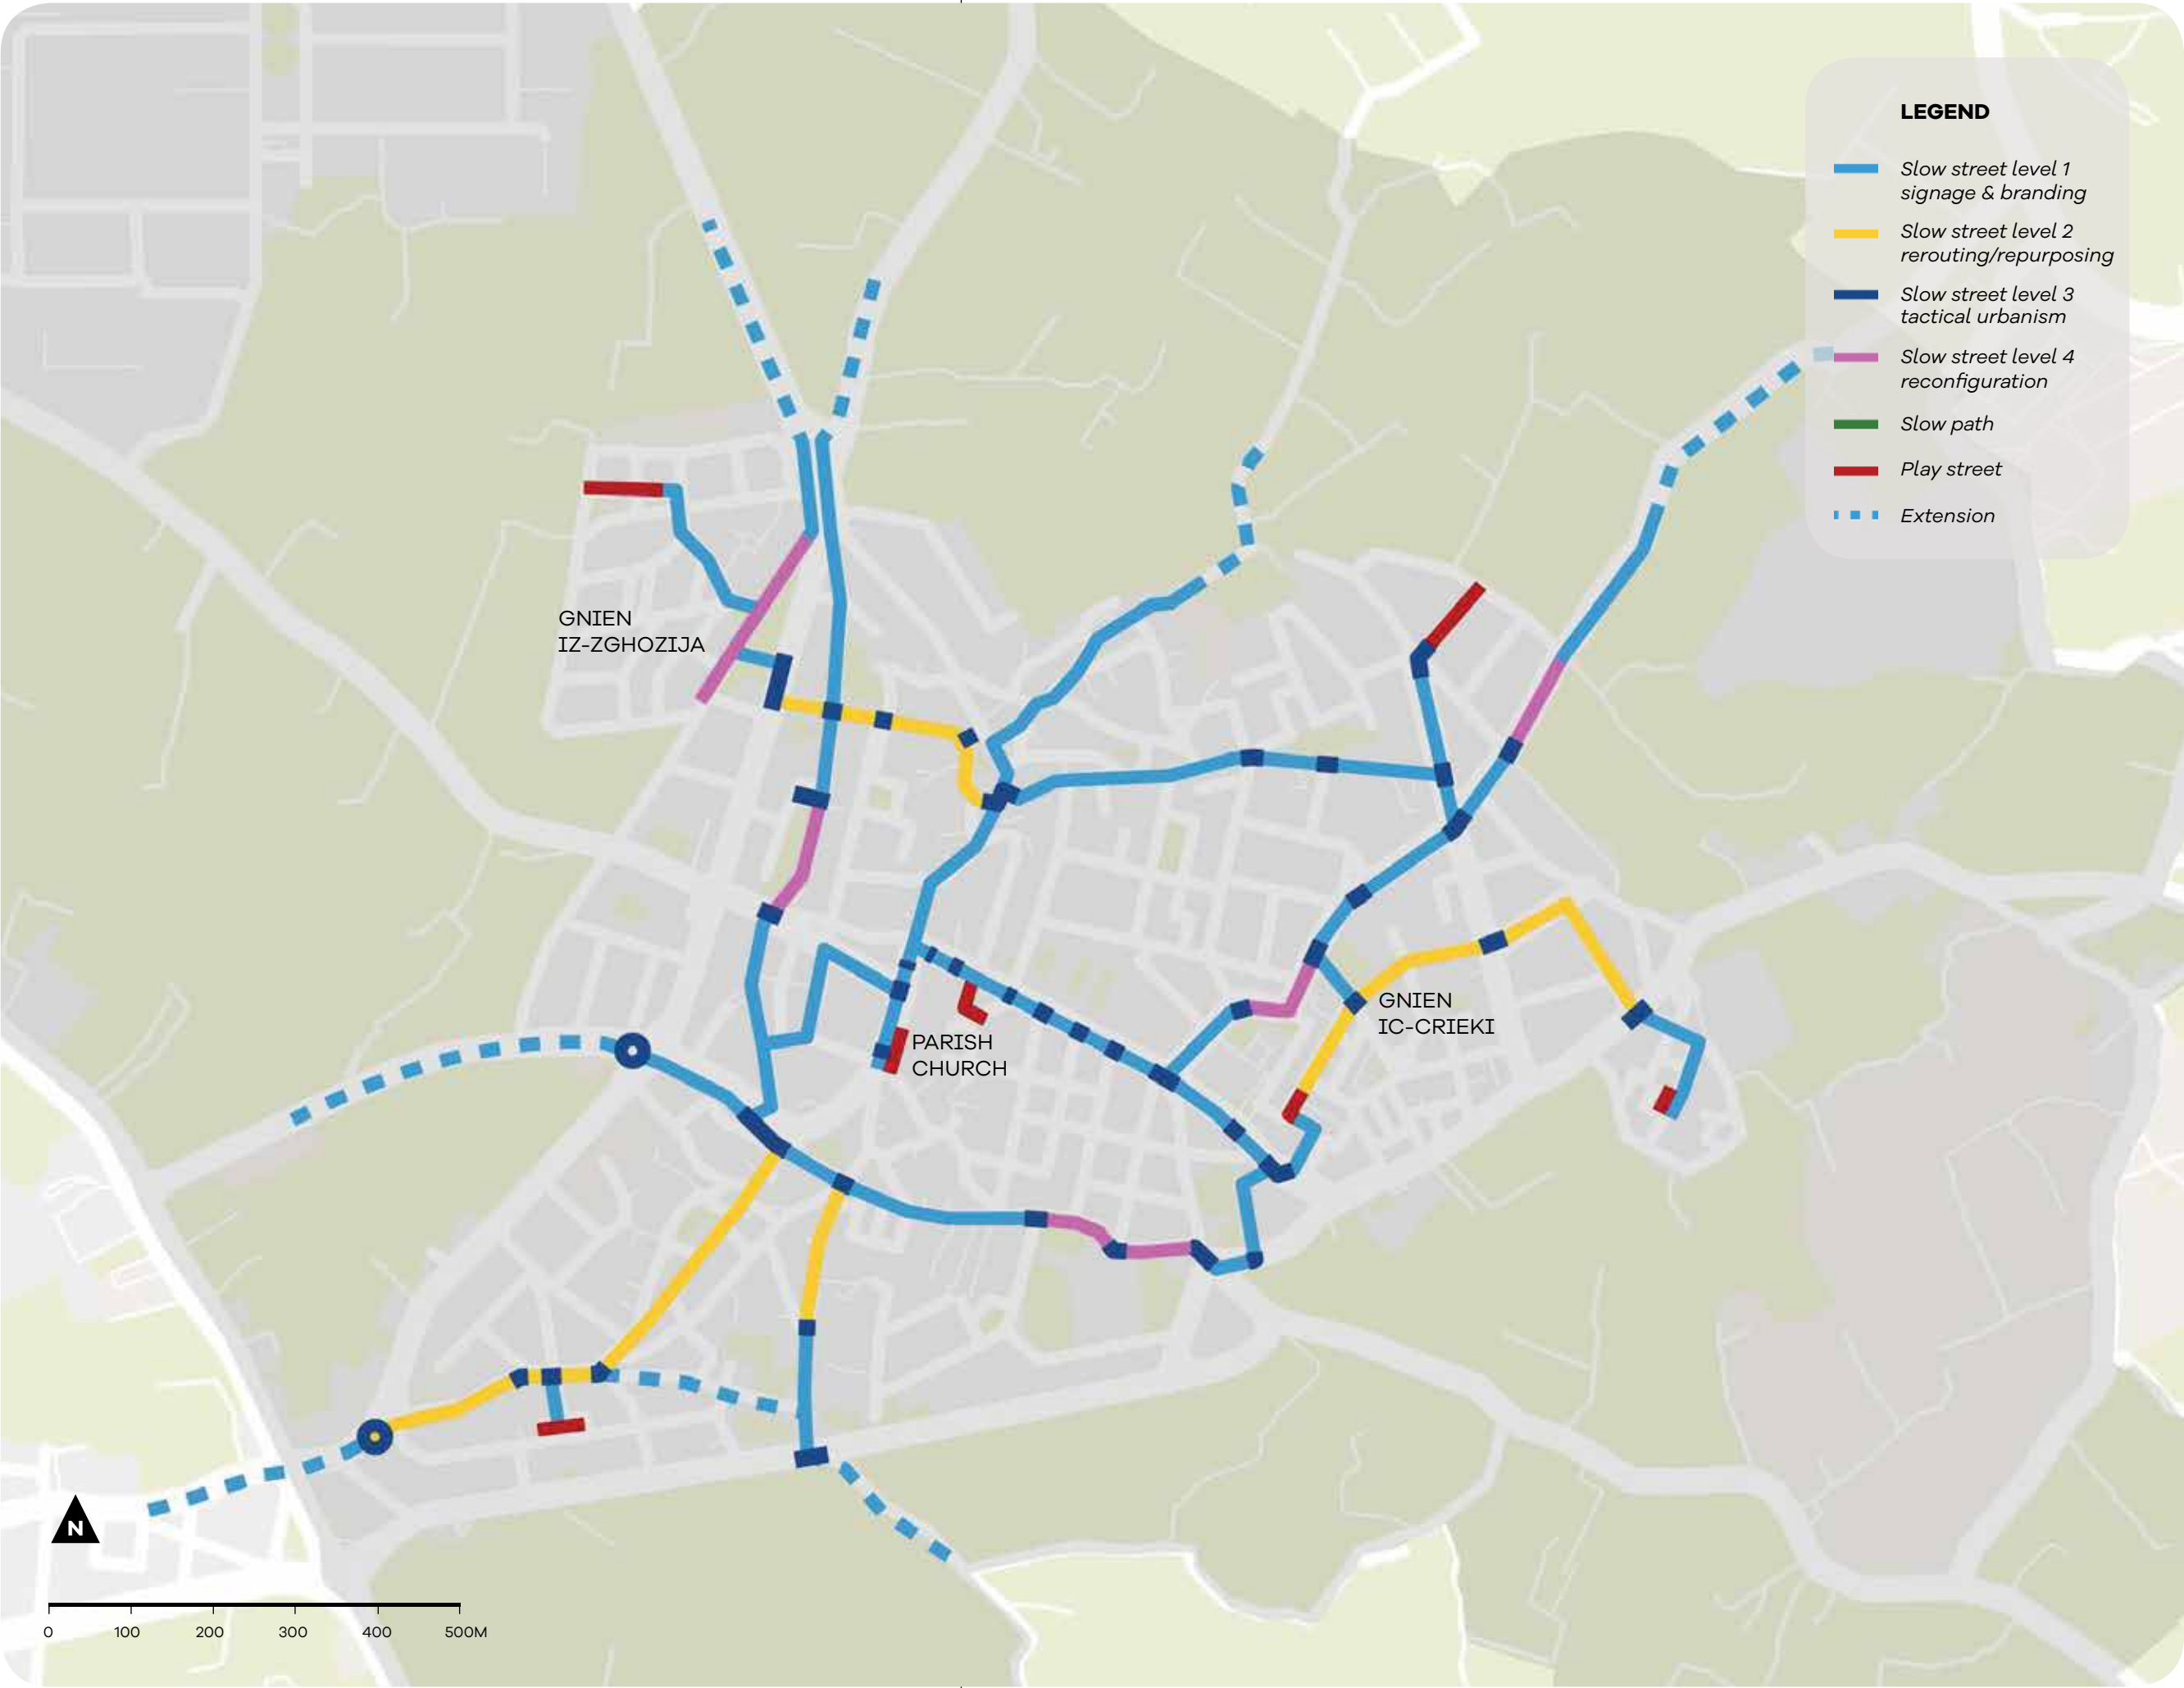 LEGEND
Slow street level 1
signage & branding
Slow street level 2
rerouting/repurposing
Slow street level 3
tactical urbanism
Slow street level 4
reconfiguration
Slow path
Play street
Extension
GNIEN
IZ-ZGHOZIJA
GNIEN
IC-CRIEKI
PARISH
CHURCH
N
0 100 200 300 400 500M